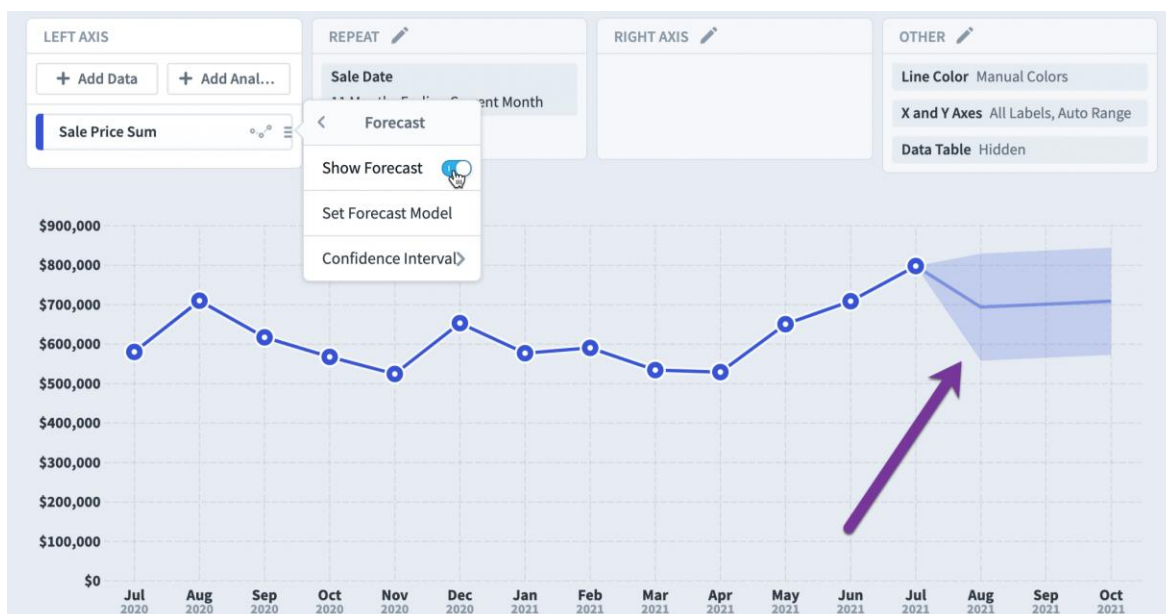 LEFT AXIS
+ Add Data
+ Add Anal...
Sale Price Sum
REPEAT
Sale Date
RIGHT AXIS
OTHER
Line Color Manual Colors
X and Y Axes All Labels, Auto Range
Data Table Hidden
Forecast
Show Forecast
Set Forecast Model
Confidence Interval
$900,000
$800,000
$700,000
$600,000
$500,000
$400,000
$300,000
$200,000
$100,000
$0
Jul Aug Sep Oct Nov Dec Jan Feb Mar Apr May Jun Jul Aug Sep Oct
2020 2020 2020 2020 2020 2020 2021 2021 2021 2021 2021 2021 2021 2021 2021 2021